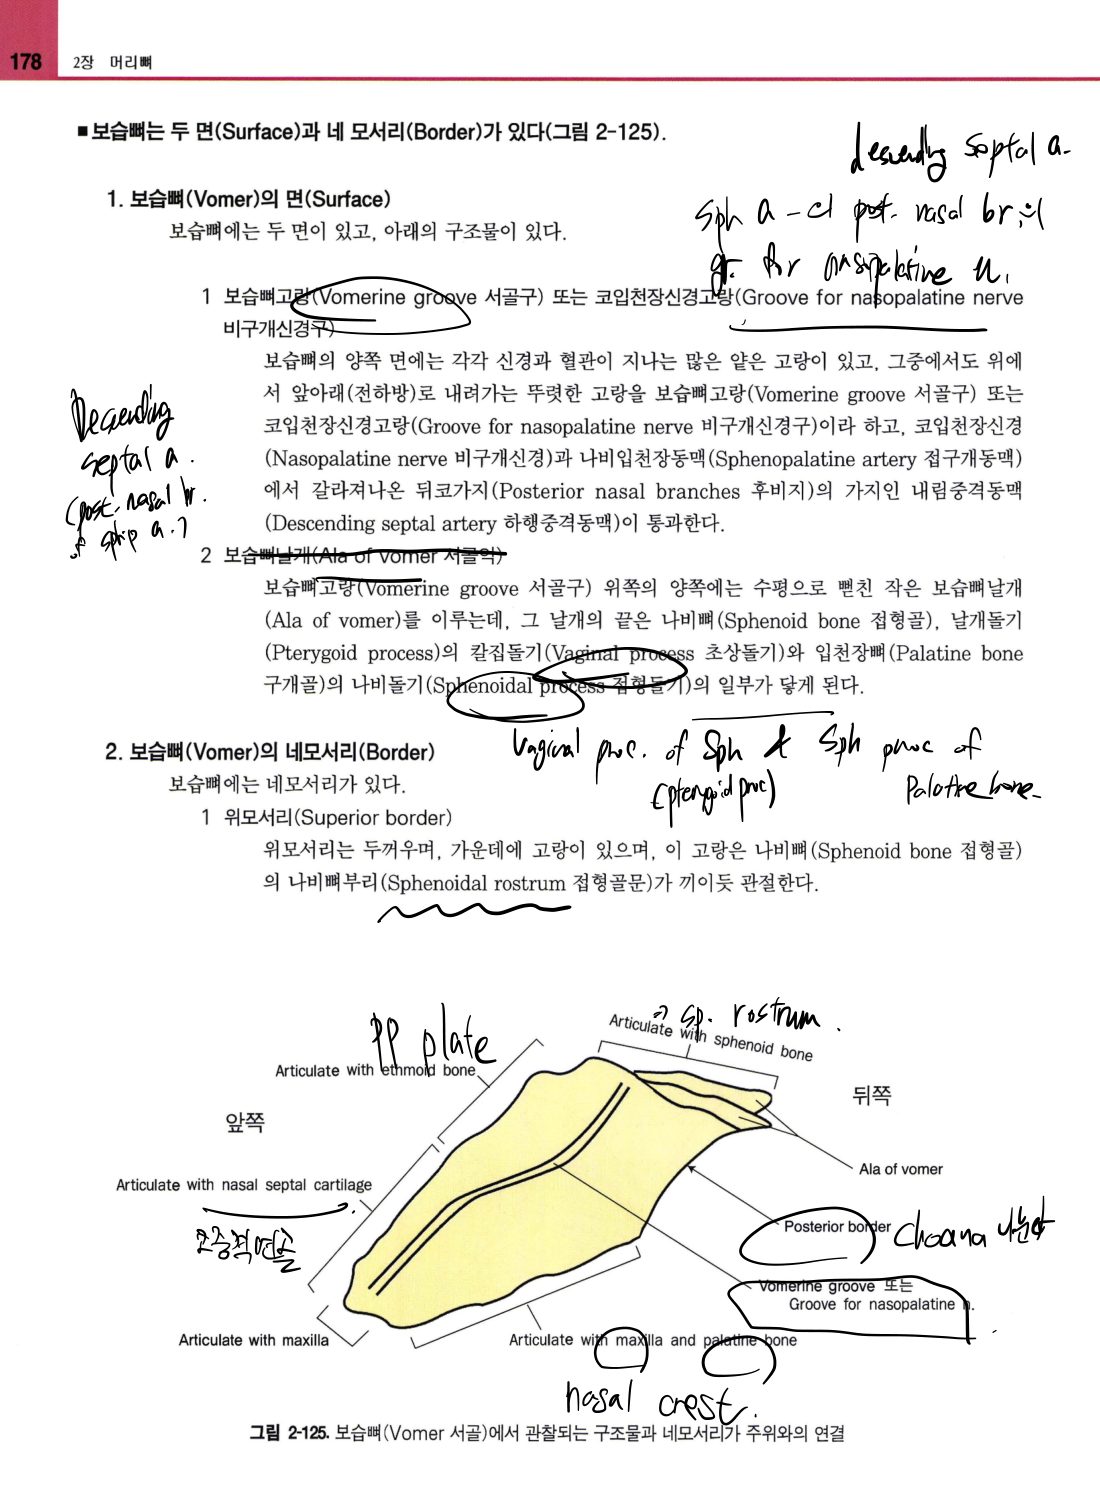 178 2장 머리뼈
■ 보습뼈는 두 면(Surface)과 네 모서리(Border)가 있다(그림 2-125).
descending septal a.
1. 보습뼈(Vomer)의 면(Surface)
보습뼈에는 두 면이 있고, 아래의 구조물이 있다.
sph a - 의 post. nasal br
gr. for nasopalatine n.
1 보습뼈고랑(Vomerine groove 서골구) 또는 코입천장신경고랑(Groove for nasopalatine nerve
비구개신경구)
보습뼈의 양쪽 면에는 각각 신경과 혈관이 지나는 많은 얕은 고랑이 있고, 그중에서도 위에
서 앞아래(전하방)로 내려가는 뚜렷한 고랑을 보습뼈고랑(Vomerine groove 서골구) 또는
코입천장신경고랑(Groove for nasopalatine nerve 비구개신경구)이라 하고, 코입천장신경
(Nasopalatine nerve 비구개신경)과 나비입천장동맥(Sphenopalatine artery 접구개동맥)
에서 갈라져나온 뒤코가지(Posterior nasal branches 후비지)의 가지인 내림중격동맥
(Descending septal artery 하행중격동맥)이 통과한다.
Descending
septal a.
(post. nasal br.
of sphp a.)
2 보습뼈날개(Ala of vomer 서골익)
보습뼈고랑(Vomerine groove 서골구) 위쪽의 양쪽에는 수평으로 뻗친 작은 보습뼈날개
(Ala of vomer)를 이루는데, 그 날개의 끝은 나비뼈(Sphenoid bone 접형골), 날개돌기
(Pterygoid process)의 칼집돌기(Vaginal process 초상돌기)와 입천장뼈(Palatine bone
구개골)의 나비돌기(Sphenoidal process 접형돌기)의 일부가 닿게 된다.
Vaginal proc. of Sph & Sph proc of
(pterygoid proc) Palatine bone
2. 보습뼈(Vomer)의 네모서리(Border)
보습뼈에는 네모서리가 있다.
1 위모서리(Superior border)
위모서리는 두꺼우며, 가운데에 고랑이 있으며, 이 고랑은 나비뼈(Sphenoid bone 접형골)
의 나비뼈부리(Sphenoidal rostrum 접형골문)가 끼이듯 관절한다.
PP plate
sp. rostrum.
Articulate with sphenoid bone
Articulate with ethmoid bone
뒤쪽
앞쪽
Ala of vomer
Articulate with nasal septal cartilage
코중격연골
Posterior border
Choana 나눈다
Vomerine groove 또는
Groove for nasopalatine n.
Articulate with maxilla
Articulate with maxilla and palatine bone
nasal crest.
그림 2-125. 보습뼈(Vomer 서골)에서 관찰되는 구조물과 네모서리가 주위와의 연결